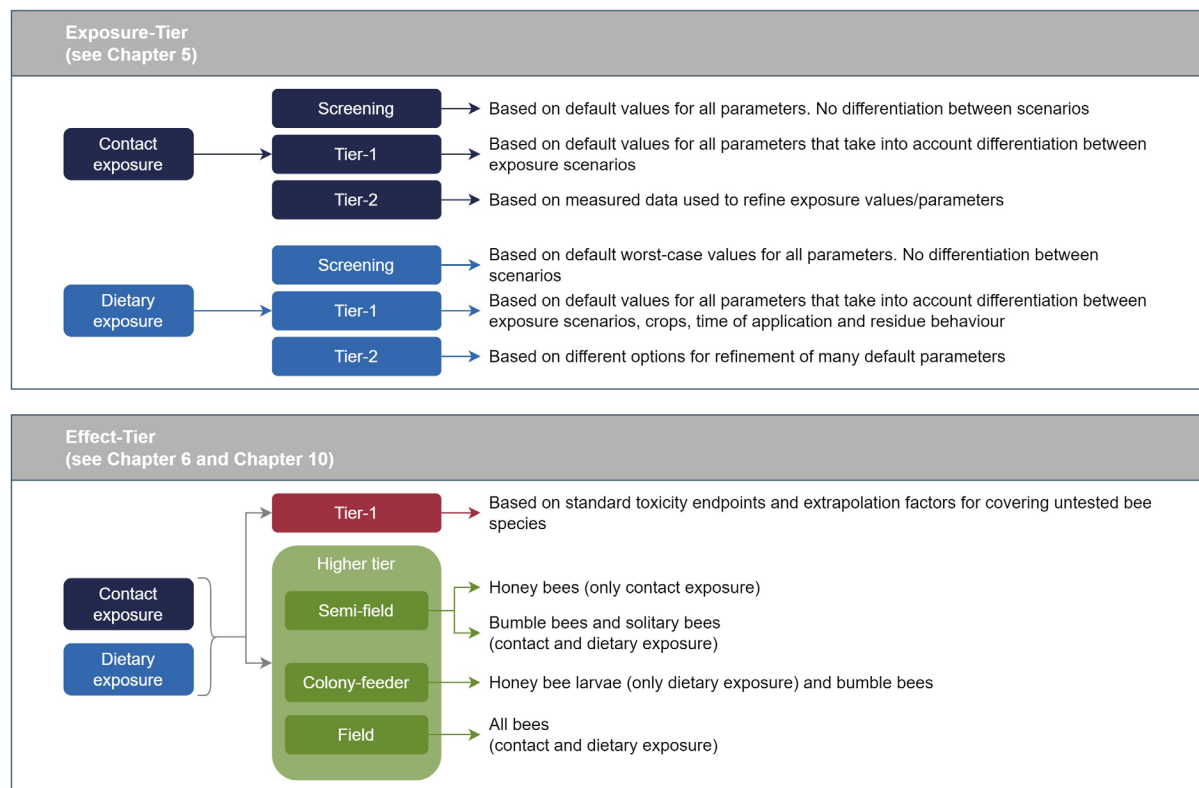 Exposure-Tier
(see Chapter 5)
Contact
exposure
Screening
Based on default values for all parameters. No differentiation between scenarios
Tier-1
Based on default values for all parameters that take into account differentiation between
exposure scenarios
Tier-2
Based on measured data used to refine exposure values/parameters
Dietary
exposure
Screening
Based on default worst-case values for all parameters. No differentiation between
scenarios
Tier-1
Based on default values for all parameters that take into account differentiation between
exposure scenarios, crops, time of application and residue behaviour
Tier-2
Based on different options for refinement of many default parameters
Effect-Tier
(see Chapter 6 and Chapter 10)
Contact
exposure
Dietary
exposure
Tier-1
Based on standard toxicity endpoints and extrapolation factors for covering untested bee
species
Higher tier
Semi-field
Honey bees (only contact exposure)
Bumble bees and solitary bees
(contact and dietary exposure)
Colony-feeder
Honey bee larvae (only dietary exposure) and bumble bees
Field
All bees
(contact and dietary exposure)